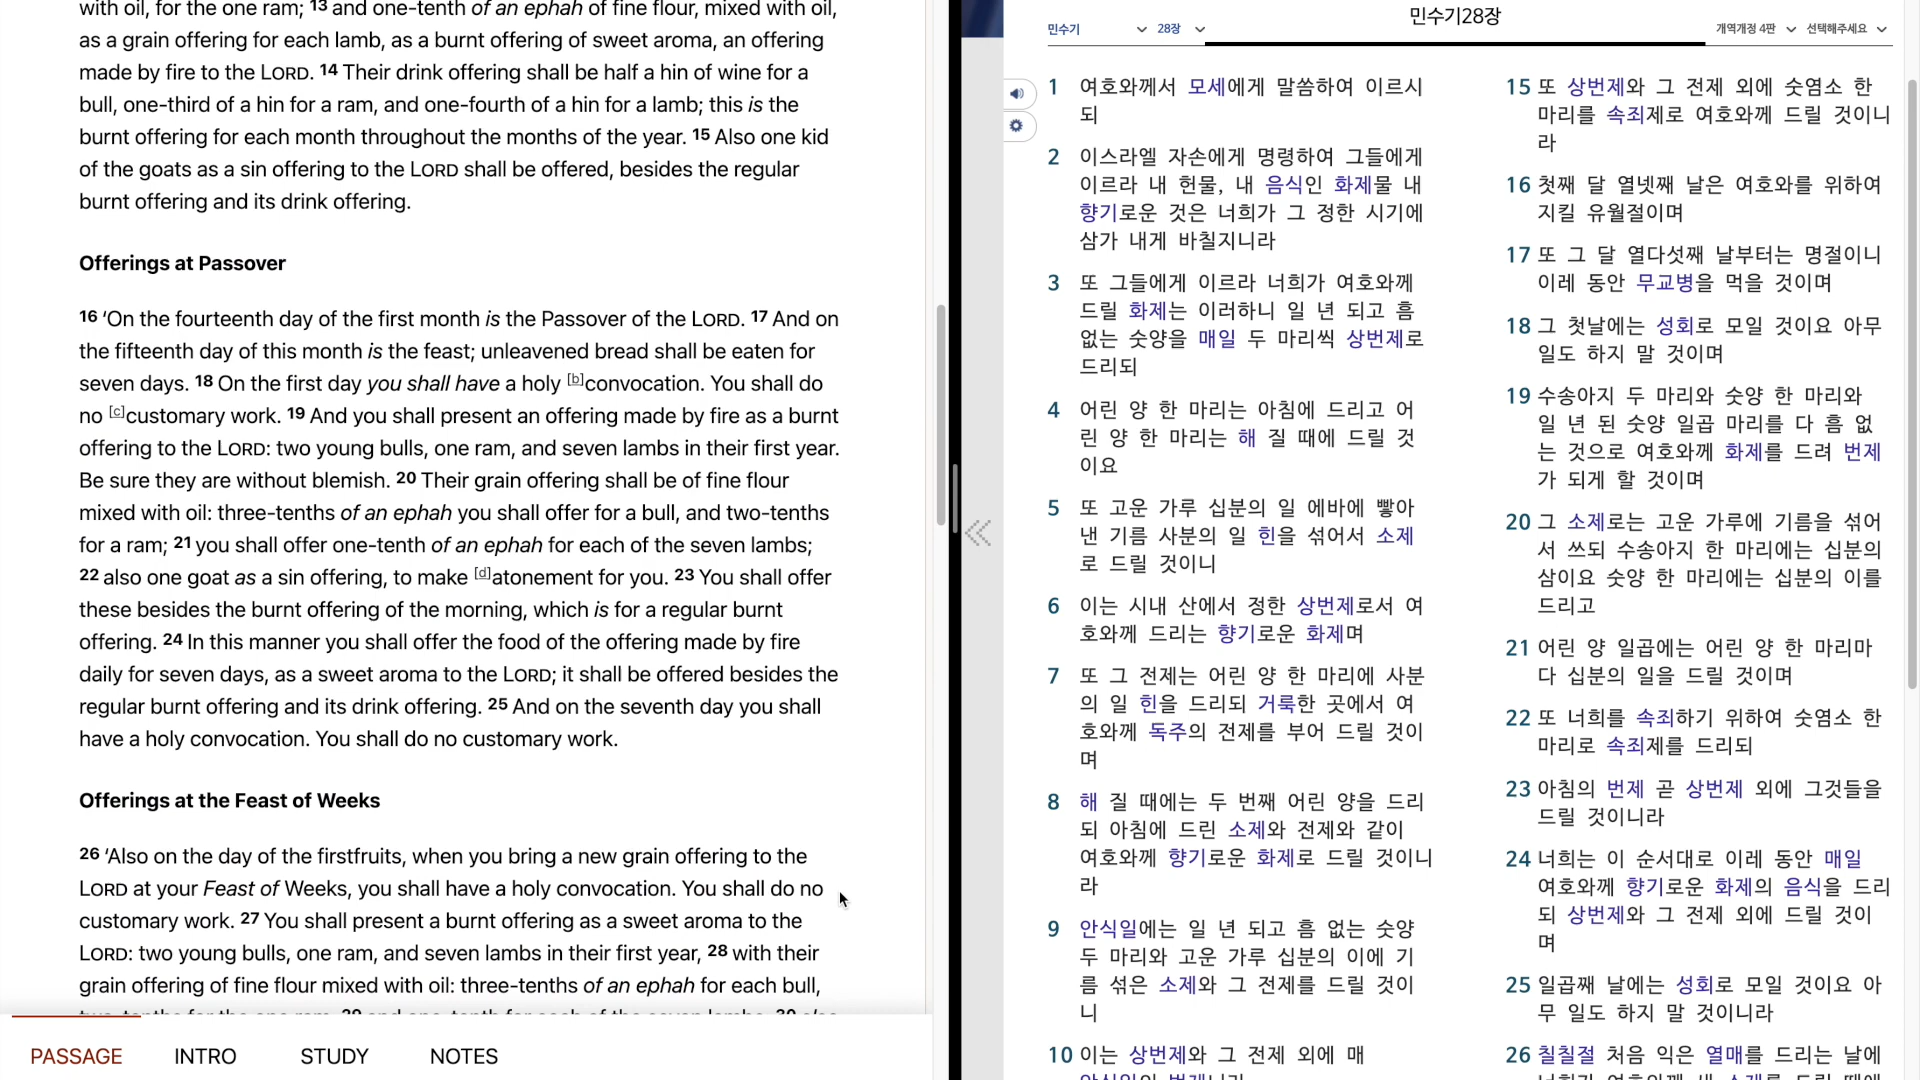 with oil, for the one ram; 13 and one-tenth of an ephah of fine flour, mixed with oil,
as a grain offering for each lamb, as a burnt offering of sweet aroma, an offering
made by fire to the LORD. 14 Their drink offering shall be half a hin of wine for a
bull, one-third of a hin for a ram, and one-fourth of a hin for a lamb; this is the
burnt offering for each month throughout the months of the year. 15 Also one kid
of the goats as a sin offering to the LORD shall be offered, besides the regular
burnt offering and its drink offering.
Offerings at Passover
16 ‘On the fourteenth day of the first month is the Passover of the LORD. 17 And on
the fifteenth day of this month is the feast; unleavened bread shall be eaten for
seven days. 18 On the first day you shall have a holy [b]convocation. You shall do
no [c]customary work. 19 And you shall present an offering made by fire as a burnt
offering to the LORD: two young bulls, one ram, and seven lambs in their first year.
Be sure they are without blemish. 20 Their grain offering shall be of fine flour
mixed with oil: three-tenths of an ephah you shall offer for a bull, and two-tenths
for a ram; 21 you shall offer one-tenth of an ephah for each of the seven lambs;
22 also one goat as a sin offering, to make [d]atonement for you. 23 You shall offer
these besides the burnt offering of the morning, which is for a regular burnt
offering. 24 In this manner you shall offer the food of the offering made by fire
daily for seven days, as a sweet aroma to the LORD; it shall be offered besides the
regular burnt offering and its drink offering. 25 And on the seventh day you shall
have a holy convocation. You shall do no customary work.
Offerings at the Feast of Weeks
26 ‘Also on the day of the firstfruits, when you bring a new grain offering to the
LORD at your Feast of Weeks, you shall have a holy convocation. You shall do no
customary work. 27 You shall present a burnt offering as a sweet aroma to the
LORD: two young bulls, one ram, and seven lambs in their first year, 28 with their
grain offering of fine flour mixed with oil: three-tenths of an ephah for each bull,
two-tenths for the one ram, 29 and one-tenth for each of the seven lambs; 30 also
PASSAGE INTRO STUDY NOTES
민수기 28장
민수기28장
개역개정 4판 선택해주세요
1 여호와께서 모세에게 말씀하여 이르시
되
2 이스라엘 자손에게 명령하여 그들에게
이르라 내 헌물, 내 음식인 화제물 내
향기로운 것은 너희가 그 정한 시기에
삼가 내게 바칠지니라
3 또 그들에게 이르라 너희가 여호와께
드릴 화제는 이러하니 일 년 되고 흠
없는 숫양을 매일 두 마리씩 상번제로
드리되
4 어린 양 한 마리는 아침에 드리고 어
린 양 한 마리는 해 질 때에 드릴 것
이요
5 또 고운 가루 십분의 일 에바에 빻아
낸 기름 사분의 일 힌을 섞어서 소제
로 드릴 것이니
6 이는 시내 산에서 정한 상번제로서 여
호와께 드리는 향기로운 화제며
7 또 그 전제는 어린 양 한 마리에 사분
의 일 힌을 드리되 거룩한 곳에서 여
호와께 독주의 전제를 부어 드릴 것이
며
8 해 질 때에는 두 번째 어린 양을 드리
되 아침에 드린 소제와 전제와 같이
여호와께 향기로운 화제로 드릴 것이니
라
9 안식일에는 일 년 되고 흠 없는 숫양
두 마리와 고운 가루 십분의 이에 기
름 섞은 소제와 그 전제를 드릴 것이
니
10 이는 상번제와 그 전제 외에 매
안식일의 번제니라
15 또 상번제와 그 전제 외에 숫염소 한
마리를 속죄제로 여호와께 드릴 것이니
라
16 첫째 달 열넷째 날은 여호와를 위하여
지킬 유월절이며
17 또 그 달 열다섯째 날부터는 명절이니
이레 동안 무교병을 먹을 것이며
18 그 첫날에는 성회로 모일 것이요 아무
일도 하지 말 것이며
19 수송아지 두 마리와 숫양 한 마리와
일 년 된 숫양 일곱 마리를 다 흠 없
는 것으로 여호와께 화제를 드려 번제
가 되게 할 것이며
20 그 소제로는 고운 가루에 기름을 섞어
서 쓰되 수송아지 한 마리에는 십분의
삼이요 숫양 한 마리에는 십분의 이를
드리고
21 어린 양 일곱에는 어린 양 한 마리마
다 십분의 일을 드릴 것이며
22 또 너희를 속죄하기 위하여 숫염소 한
마리로 속죄제를 드리되
23 아침의 번제 곧 상번제 외에 그것들을
드릴 것이니라
24 너희는 이 순서대로 이레 동안 매일
여호와께 향기로운 화제의 음식을 드리
되 상번제와 그 전제 외에 드릴 것이
며
25 일곱째 날에는 성회로 모일 것이요 아
무 일도 하지 말 것이니라
26 칠칠절 처음 익은 열매를 드리는 날에
너희가 여호와께 새 소제를 드릴 때에